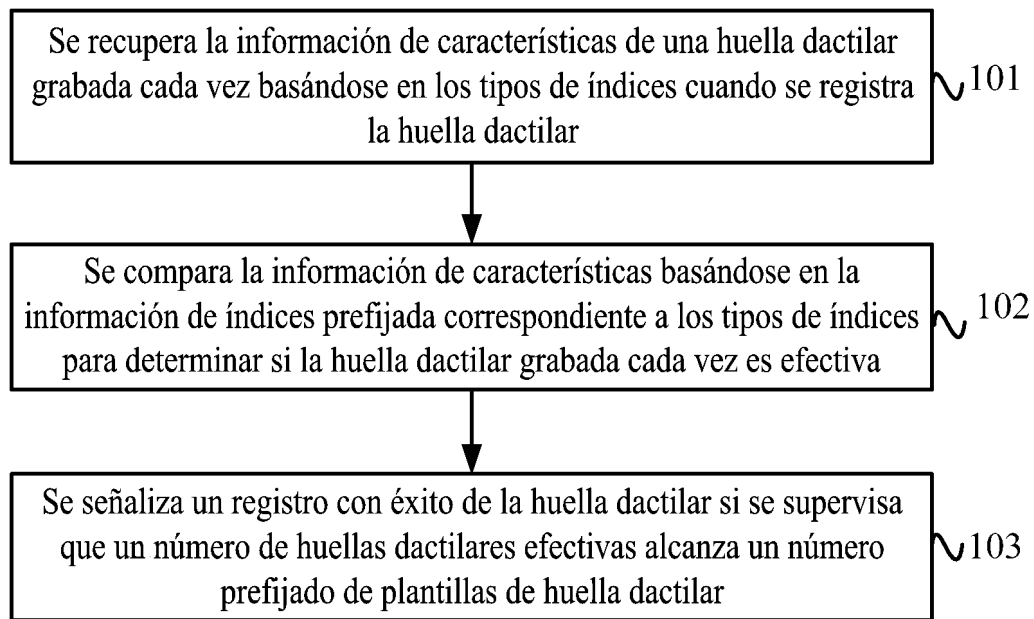 Se recupera la información de características de una huella dactilar
grabada cada vez basándose en los tipos de índices cuando se registra
la huella dactilar
101
Se compara la información de características basándose en la
información de índices prefijada correspondiente a los tipos de índices
para determinar si la huella dactilar grabada cada vez es efectiva
102
Se señaliza un registro con éxito de la huella dactilar si se supervisa
que un número de huellas dactilares efectivas alcanza un número
prefijado de plantillas de huella dactilar
103